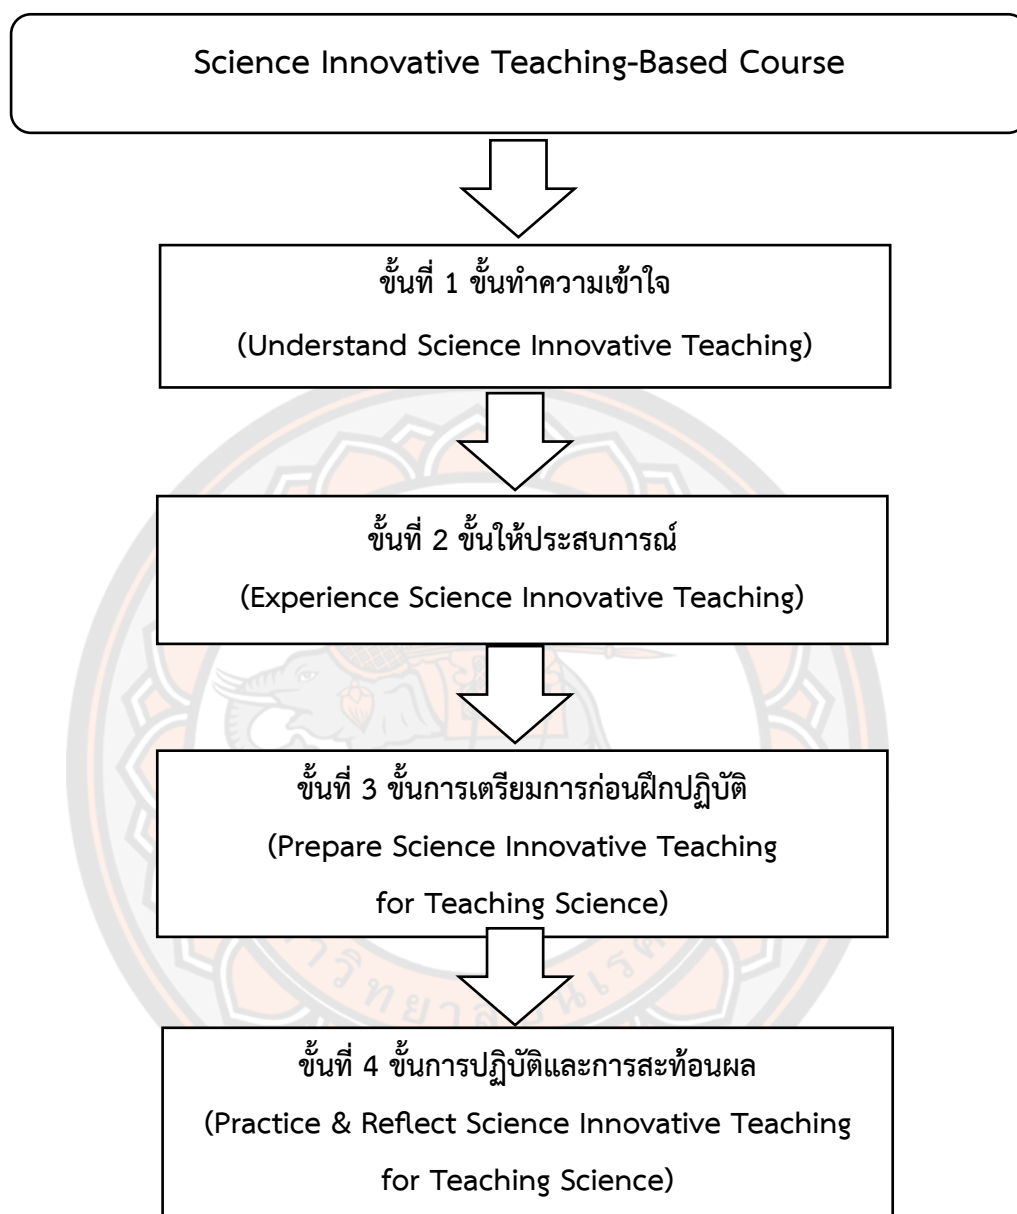 Science Innovative Teaching-Based Course
ขั้นที่ 1 ขั้นทำความเข้าใจ
(Understand Science Innovative Teaching)
ขั้นที่ 2 ขั้นให้ประสบการณ์
(Experience Science Innovative Teaching)
ขั้นที่ 3 ขั้นการเตรียมการก่อนฝึกปฏิบัติ
(Prepare Science Innovative Teaching
for Teaching Science)
ขั้นที่ 4 ขั้นการปฏิบัติและการสะท้อนผล
(Practice & Reflect Science Innovative Teaching
for Teaching Science)